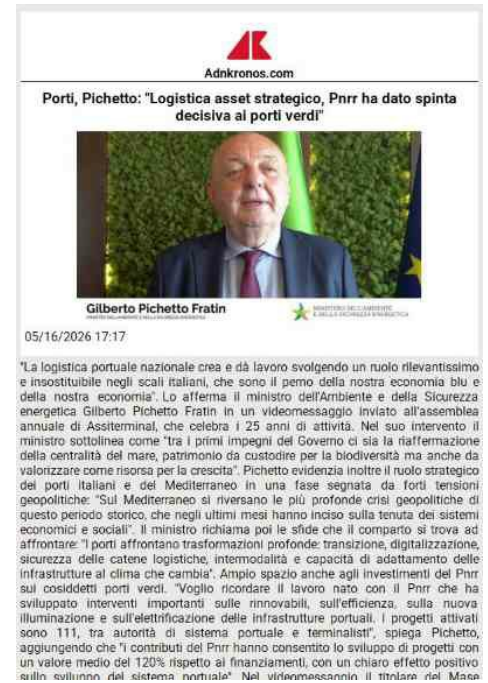 Adnkronos.com
Porti, Pichetto: "Logistica asset strategico, Pnrr ha dato spinta
decisiva ai porti verdi"
Gilberto Pichetto Fratin
05/16/2026 17:17
"La logistica portuale nazionale crea e dà lavoro svolgendo un ruolo rilevantissimo
e insostituibile negli scali italiani, che sono il perno della nostra economia blu e
della nostra economia". Lo afferma il ministro dell'Ambiente e della Sicurezza
energetica Gilberto Pichetto Fratin in un videomessaggio inviato all'assemblea
annuale di Assiterminal, che celebra i 25 anni di attività. Nel suo intervento il
ministro sottolinea come "tra i primi impegni del Governo ci sia la riaffermazione
della centralità del mare, patrimonio da custodire per la biodiversità ma anche da
valorizzare come risorsa per la crescita". Pichetto evidenzia inoltre il ruolo strategico
dei porti italiani e del Mediterraneo in una fase segnata da forti tensioni
geopolitiche: "Sul Mediterraneo si riversano le più profonde crisi geopolitiche di
questo periodo storico, che negli ultimi mesi hanno inciso sulla tenuta dei sistemi
economici e sociali". Il ministro richiama poi le sfide che il comparto si trova ad
affrontare: "I porti affrontano trasformazioni profonde: transizione, digitalizzazione,
sicurezza delle catene logistiche, intermodalità e capacità di adattamento delle
infrastrutture al clima che cambia". Ampio spazio anche agli investimenti del Pnrr
sui cosiddetti porti verdi. "Voglio ricordare il lavoro nato con il Pnrr che ha
sviluppato interventi importanti sulle rinnovabili, sull'efficienza, sulla nuova
illuminazione e sull'elettrificazione delle infrastrutture portuali. I progetti attivati
sono 111, tra autorità di sistema portuale e terminalisti", spiega Pichetto,
aggiungendo che "i contributi del Pnrr hanno consentito lo sviluppo di progetti con
un valore medio del 120% rispetto ai finanziamenti, con un chiaro effetto positivo
sullo sviluppo del sistema portuale". Nel videomessaggio il titolare del Mase